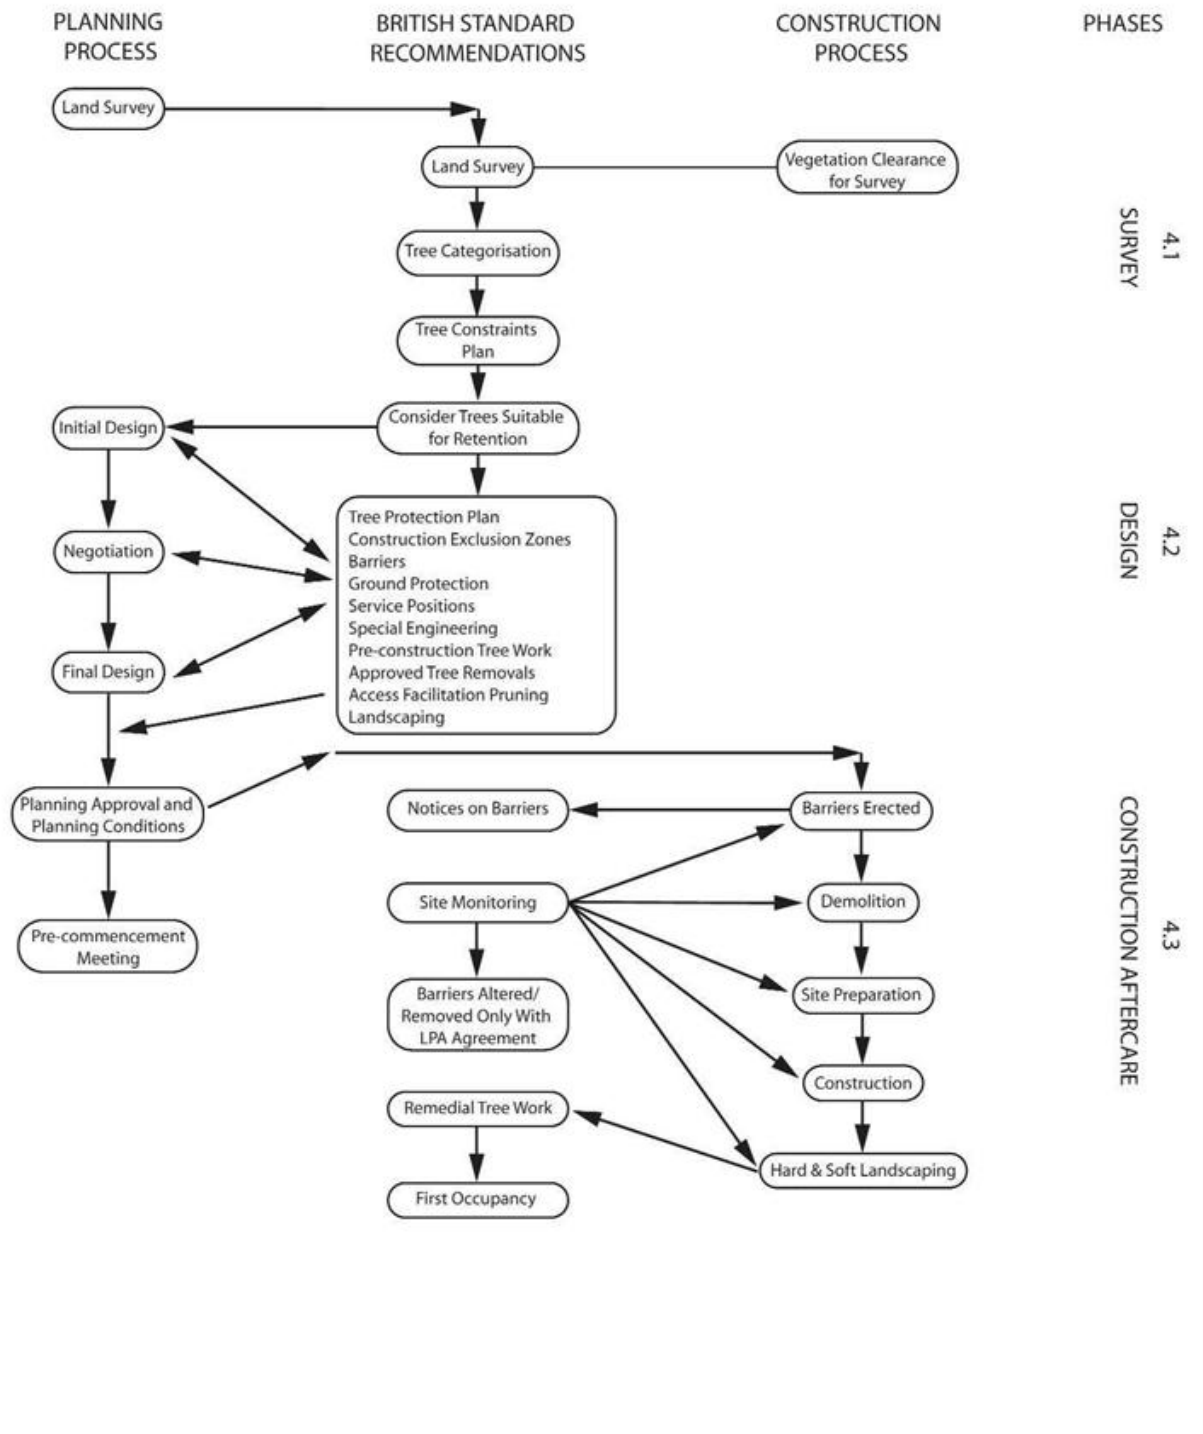 PLANNING
PROCESS
BRITISH STANDARD
RECOMMENDATIONS
CONSTRUCTION
PROCESS
PHASES
Land Survey
Land Survey
Vegetation Clearance
for Survey
Tree Categorisation
Tree Constraints
Plan
4.1
SURVEY
Consider Trees Suitable
for Retention
Initial Design
Negotiation
Final Design
Tree Protection Plan
Construction Exclusion Zones
Barriers
Ground Protection
Service Positions
Special Engineering
Pre-construction Tree Work
Approved Tree Removals
Access Facilitation Pruning
Landscaping
4.2
DESIGN
Planning Approval and
Planning Conditions
Pre-commencement
Meeting
Notices on Barriers
Barriers Erected
Site Monitoring
Demolition
Barriers Altered/
Removed Only With
LPA Agreement
Site Preparation
Construction
Remedial Tree Work
Hard & Soft Landscaping
First Occupancy
4.3
CONSTRUCTION AFTERCARE